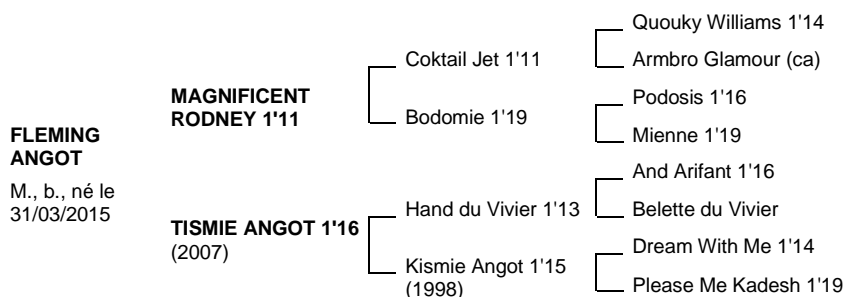 FLEMING
ANGOT
M., b., né le
31/03/2015
MAGNIFICENT
RODNEY 1'11
TISMIE ANGOT 1'16
(2007)
Coktail Jet 1'11
Bodomie 1'19
Hand du Vivier 1'13
Kismie Angot 1'15
(1998)
Quouky Williams 1'14
Armbro Glamour (ca)
Podosis 1'16
Mienne 1'19
And Arifant 1'16
Belette du Vivier
Dream With Me 1'14
Please Me Kadesh 1'19